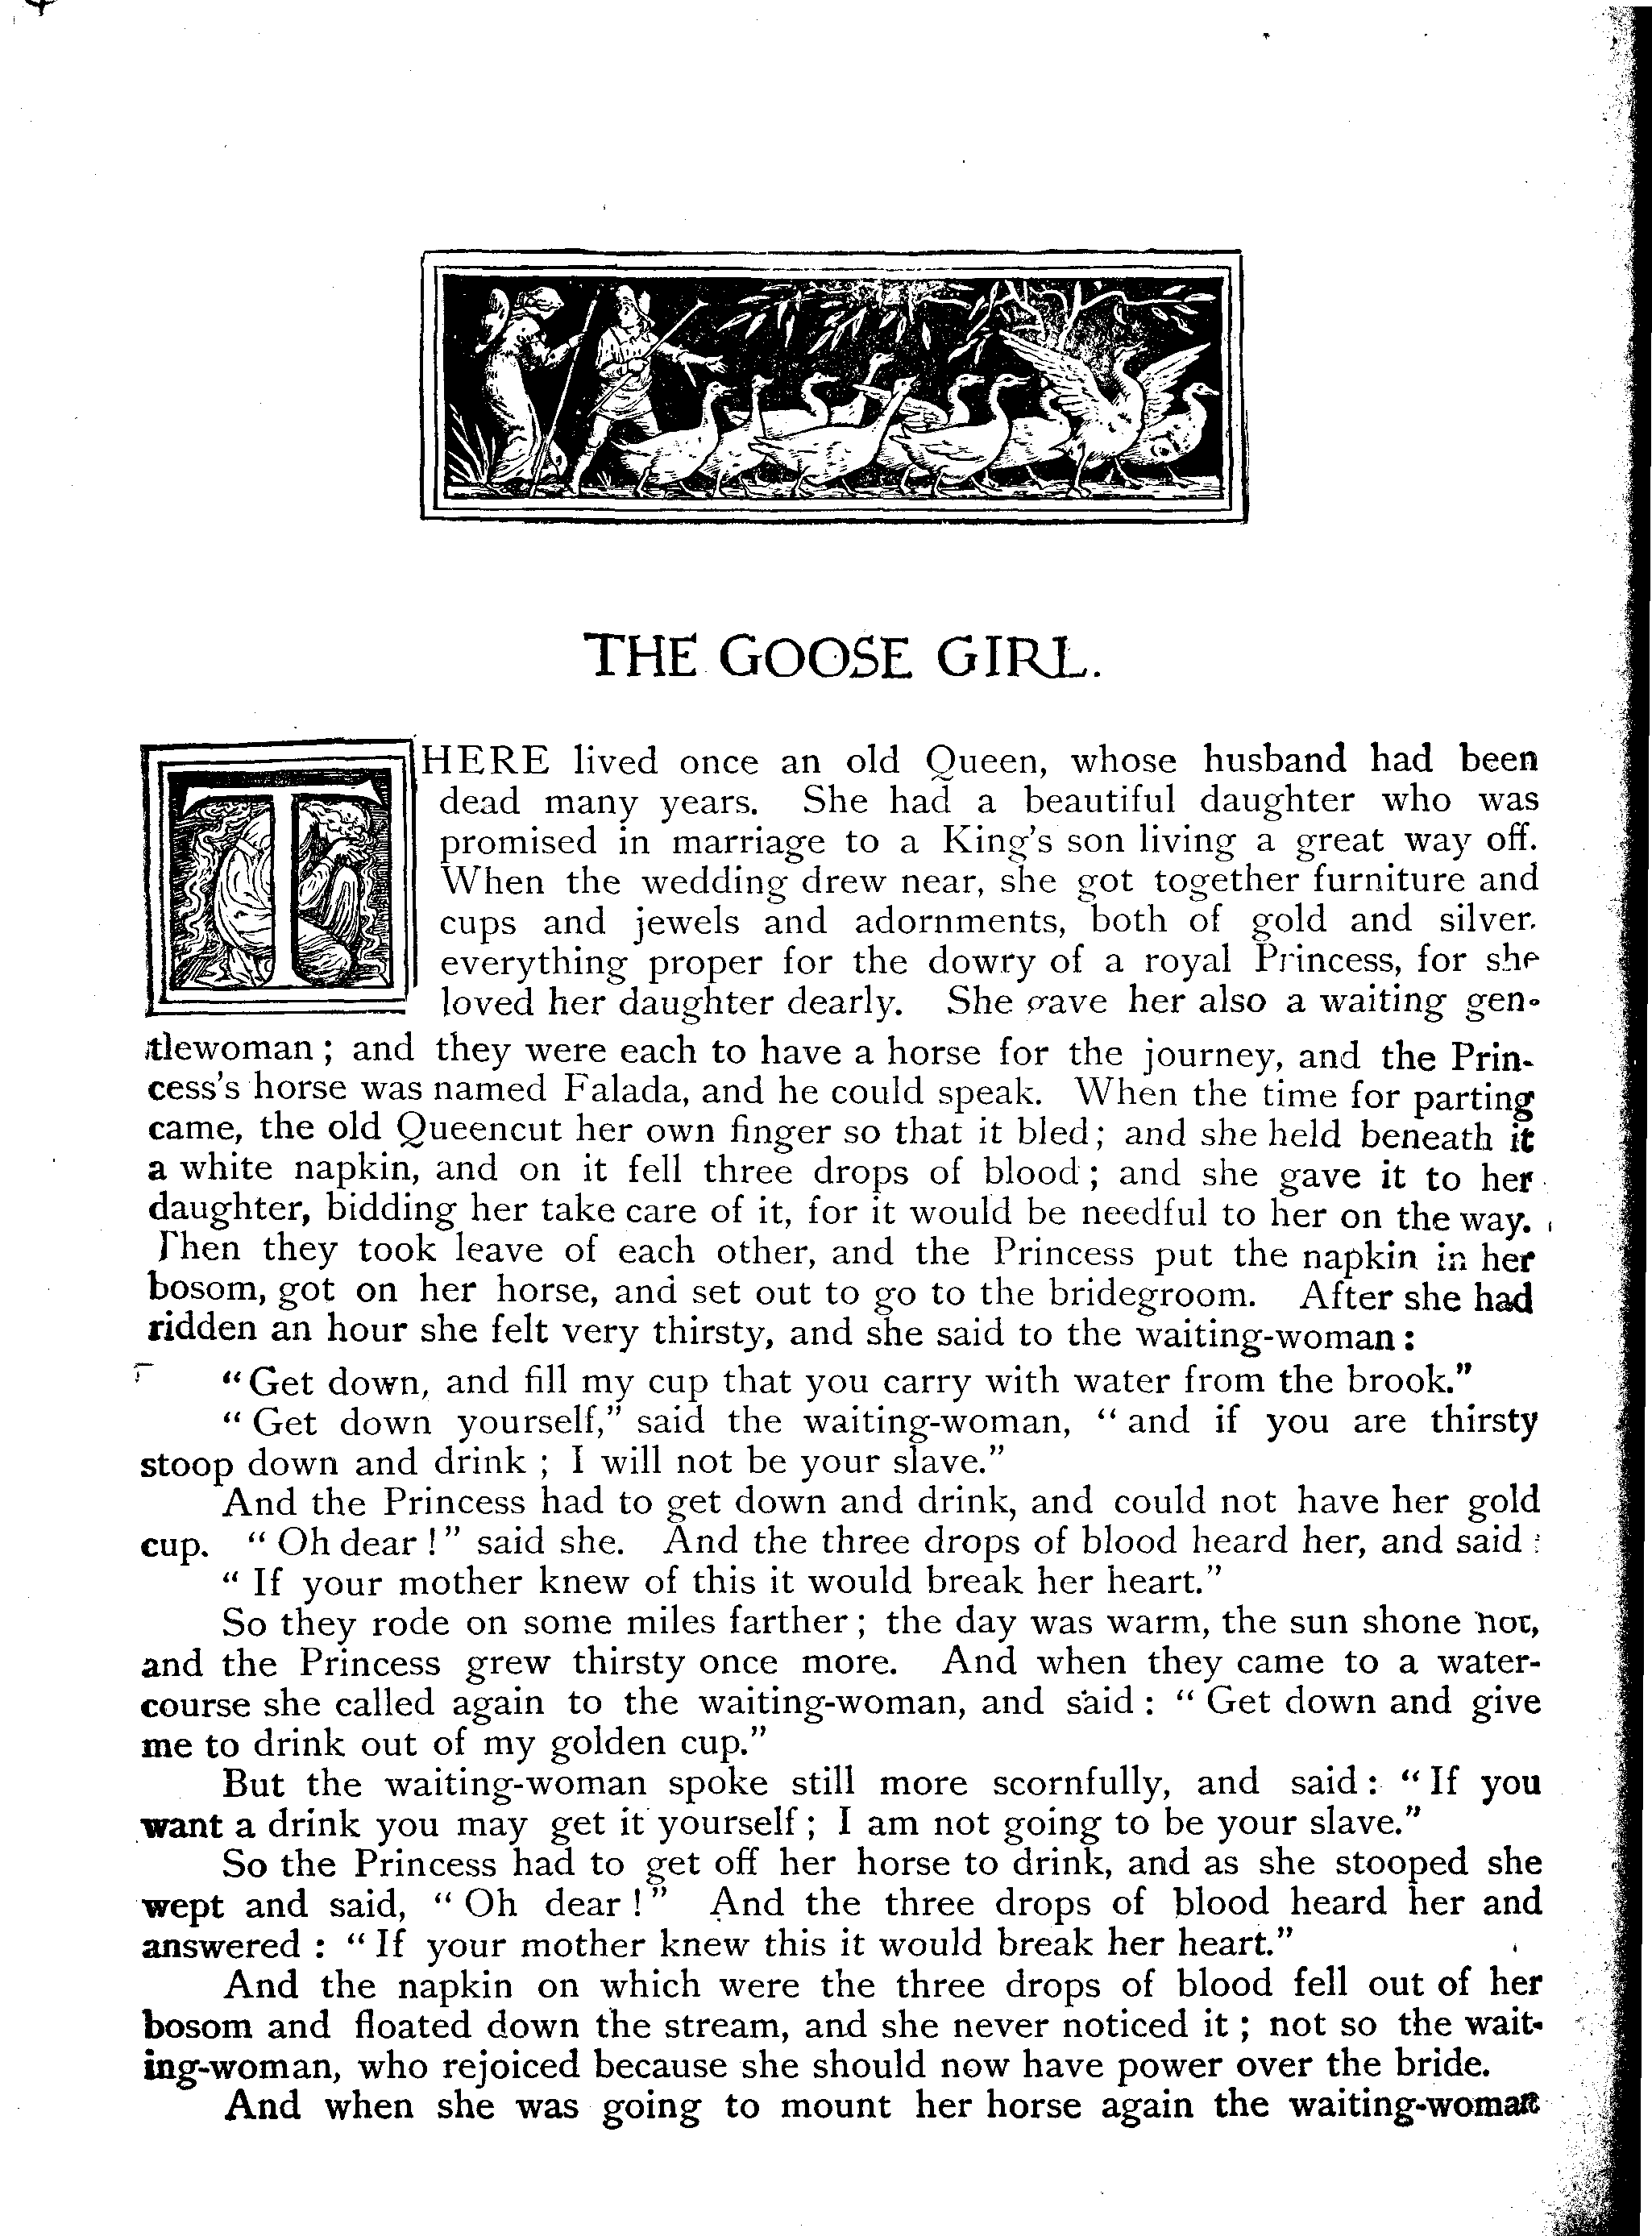 THE GOOSE GIRL.
THERE lived once an old Queen, whose husband had been
dead many years. She had a beautiful daughter who was
promised in marriage to a King's son living a great way off.
When the wedding drew near, she got together furniture and
cups and jewels and adornments, both of gold and silver,
everything proper for the dowry of a royal Princess, for she
loved her daughter dearly. She gave her also a waiting gen-
tlewoman; and they were each to have a horse for the journey, and the Prin-
cess's horse was named Falada, and he could speak. When the time for parting
came, the old Queencut her own finger so that it bled; and she held beneath it
a white napkin, and on it fell three drops of blood; and she gave it to her
daughter, bidding her take care of it, for it would be needful to her on the way.
Then they took leave of each other, and the Princess put the napkin in her
bosom, got on her horse, and set out to go to the bridegroom. After she had
ridden an hour she felt very thirsty, and she said to the waiting-woman:
"Get down, and fill my cup that you carry with water from the brook."
"Get down yourself," said the waiting-woman, "and if you are thirsty
stoop down and drink; I will not be your slave."
And the Princess had to get down and drink, and could not have her gold
cup. "Oh dear!" said she. And the three drops of blood heard her, and said:
"If your mother knew of this it would break her heart."
So they rode on some miles farther; the day was warm, the sun shone hot,
and the Princess grew thirsty once more. And when they came to a water-
course she called again to the waiting-woman, and said: "Get down and give
me to drink out of my golden cup."
But the waiting-woman spoke still more scornfully, and said: "If you
want a drink you may get it yourself; I am not going to be your slave."
So the Princess had to get off her horse to drink, and as she stooped she
wept and said, "Oh dear!" And the three drops of blood heard her and
answered: "If your mother knew this it would break her heart."
And the napkin on which were the three drops of blood fell out of her
bosom and floated down the stream, and she never noticed it; not so the wait-
ing-woman, who rejoiced because she should now have power over the bride.
And when she was going to mount her horse again the waiting-woman